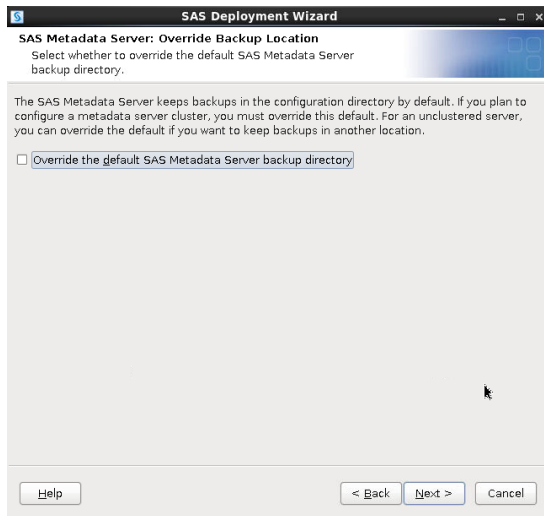 SAS Deployment Wizard
SAS Metadata Server: Override Backup Location
Select whether to override the default SAS Metadata Server
backup directory.
The SAS Metadata Server keeps backups in the configuration directory by default. If you plan to
configure a metadata server cluster, you must override this default. For an unclustered server,
you can override the default if you want to keep backups in another location.
Override the default SAS Metadata Server backup directory
Help
< Back
Next >
Cancel